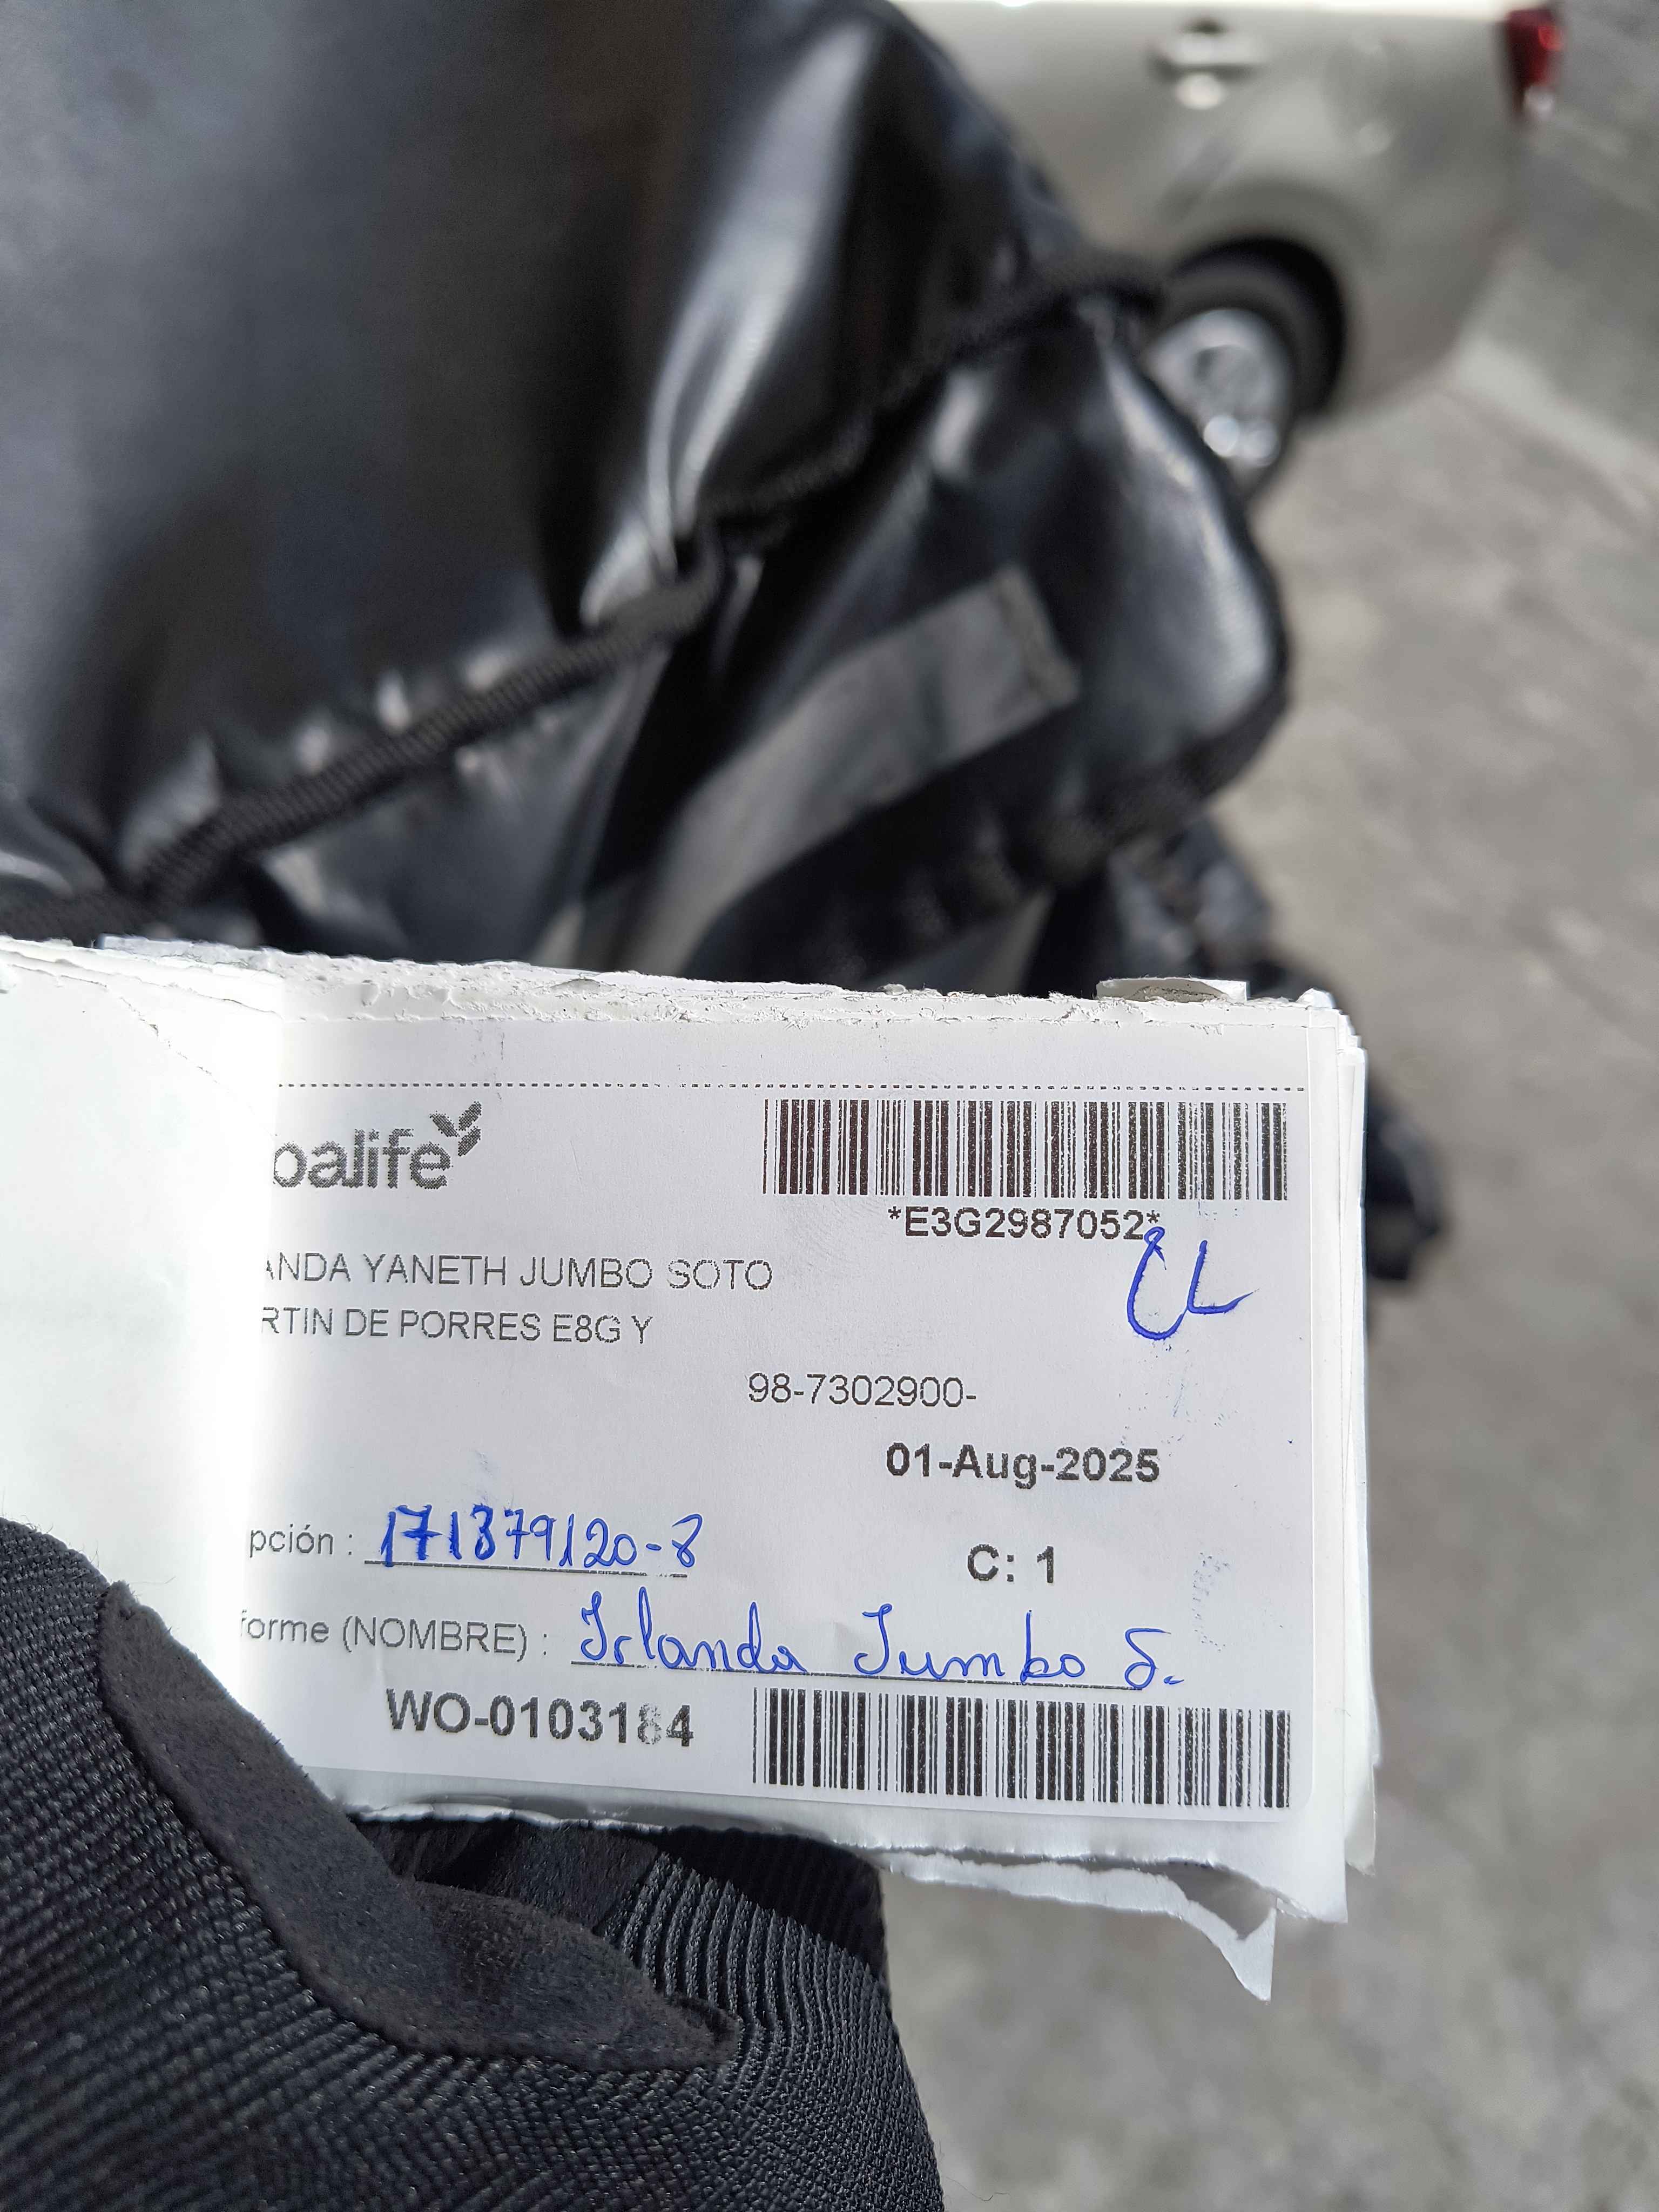 balife
*E3G2987052*
ANDA YANETH JUMBO SOTO
RTIN DE PORRES E8G Y
98-7302900-
01-Aug-2025
pción : 171379120-8
C: 1
forme (NOMBRE) : Irlanda Jumbo S.
WO-0103184